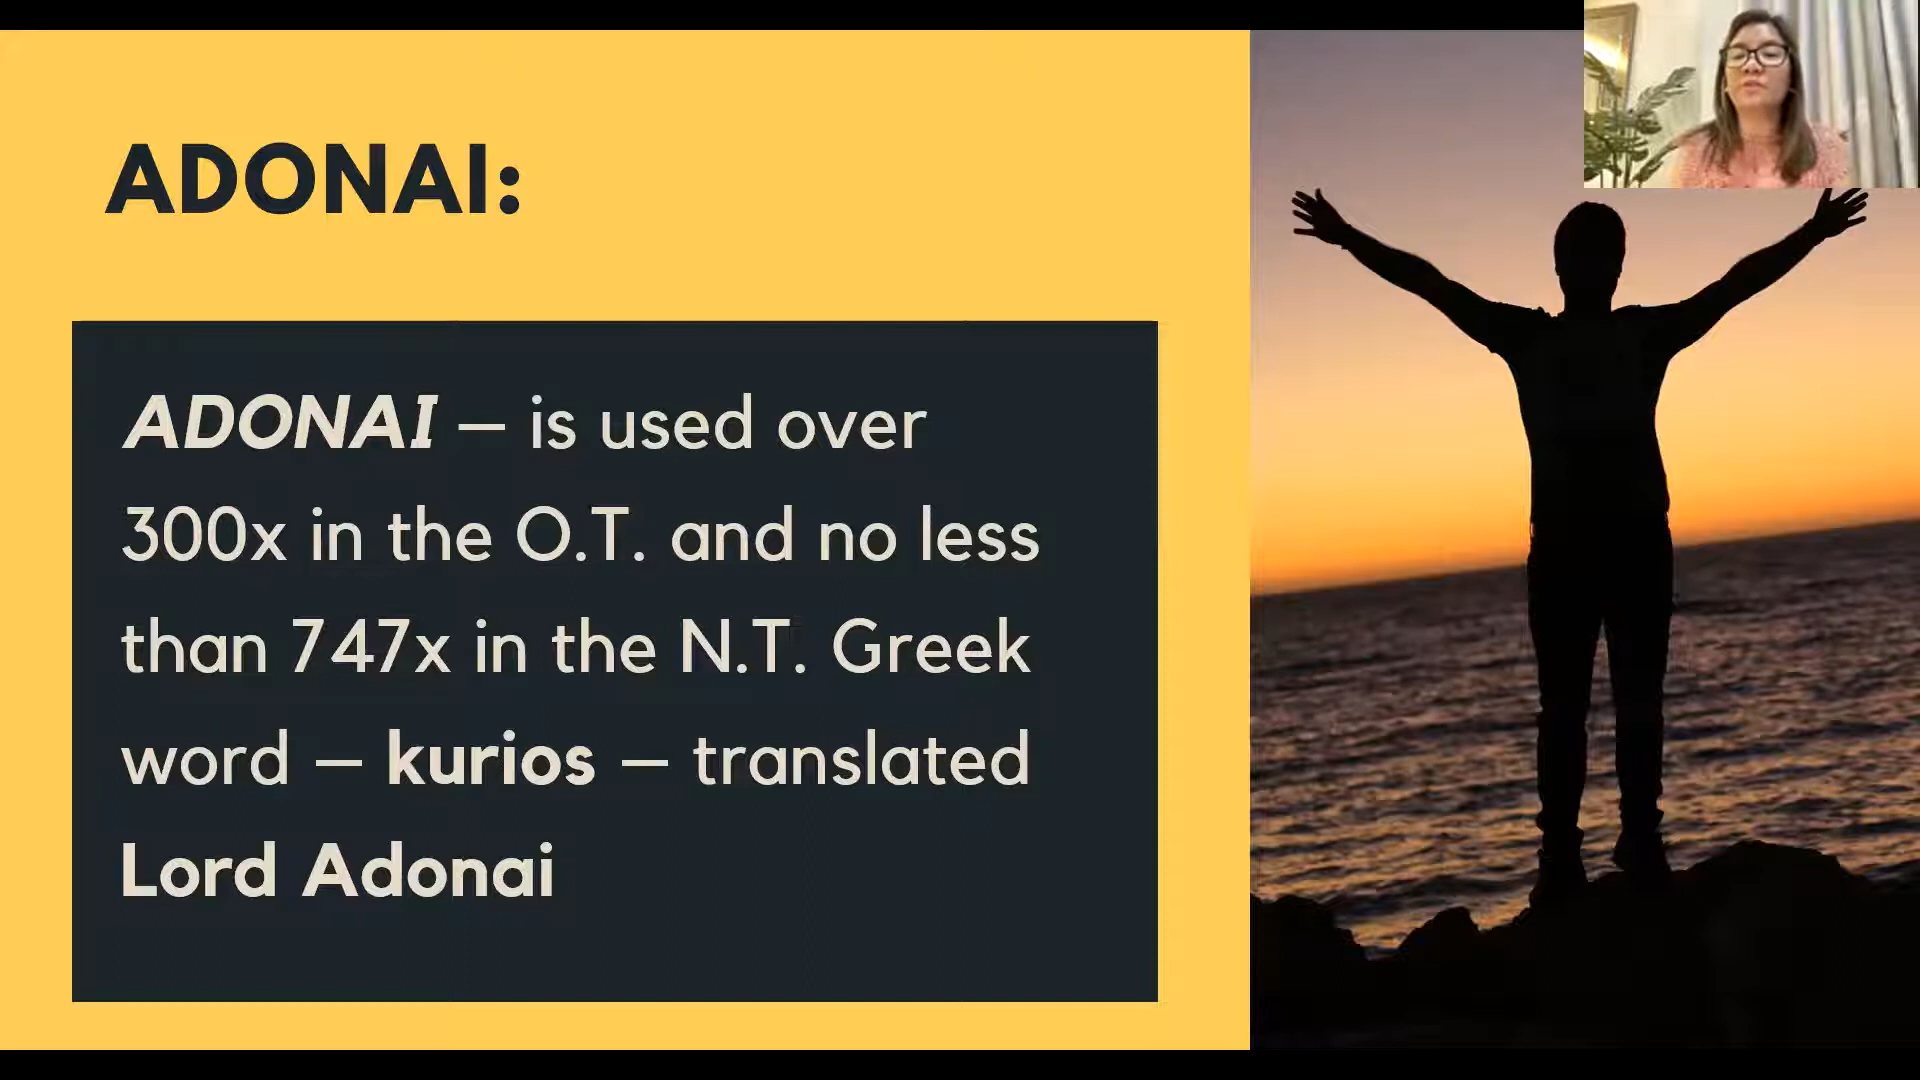 ADONAI:
ADONAI – is used over
300x in the O.T. and no less
than 747x in the N.T. Greek
word – kurios – translated
Lord Adonai